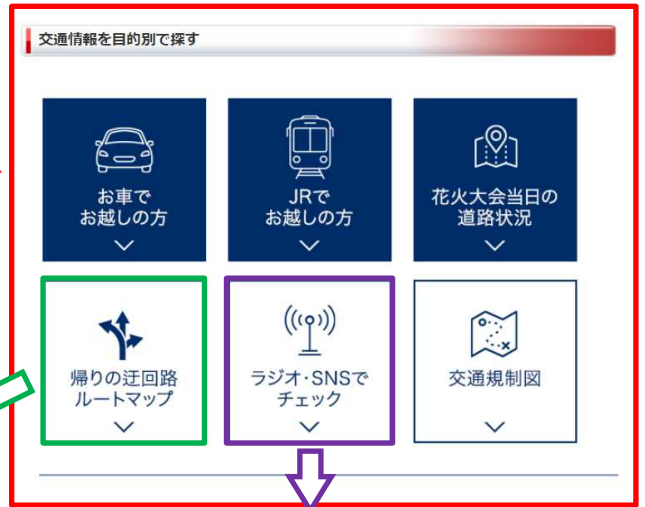 交通情報を目的別で探す
お車で
お越しの方
JRで
お越しの方
花火大会当日の
道路状況
帰りの迂回路
ルートマップ
ラジオ・SNSで
チェック
交通規制図